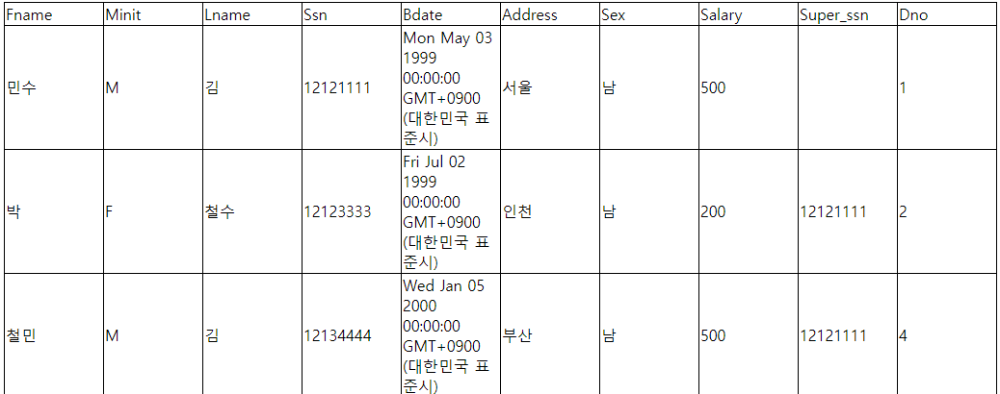 Fname Minit Lname Ssn Bdate Address Sex Salary Super_ssn Dno
민수 M 김 12121111 Mon May 03 1999 00:00:00 GMT+0900 (대한민국 표준시) 서울 남 500 1
박 F 철수 12123333 Fri Jul 02 1999 00:00:00 GMT+0900 (대한민국 표준시) 인천 남 200 12121111 2
철민 M 김 12134444 Wed Jan 05 2000 00:00:00 GMT+0900 (대한민국 표준시) 부산 남 500 12121111 4